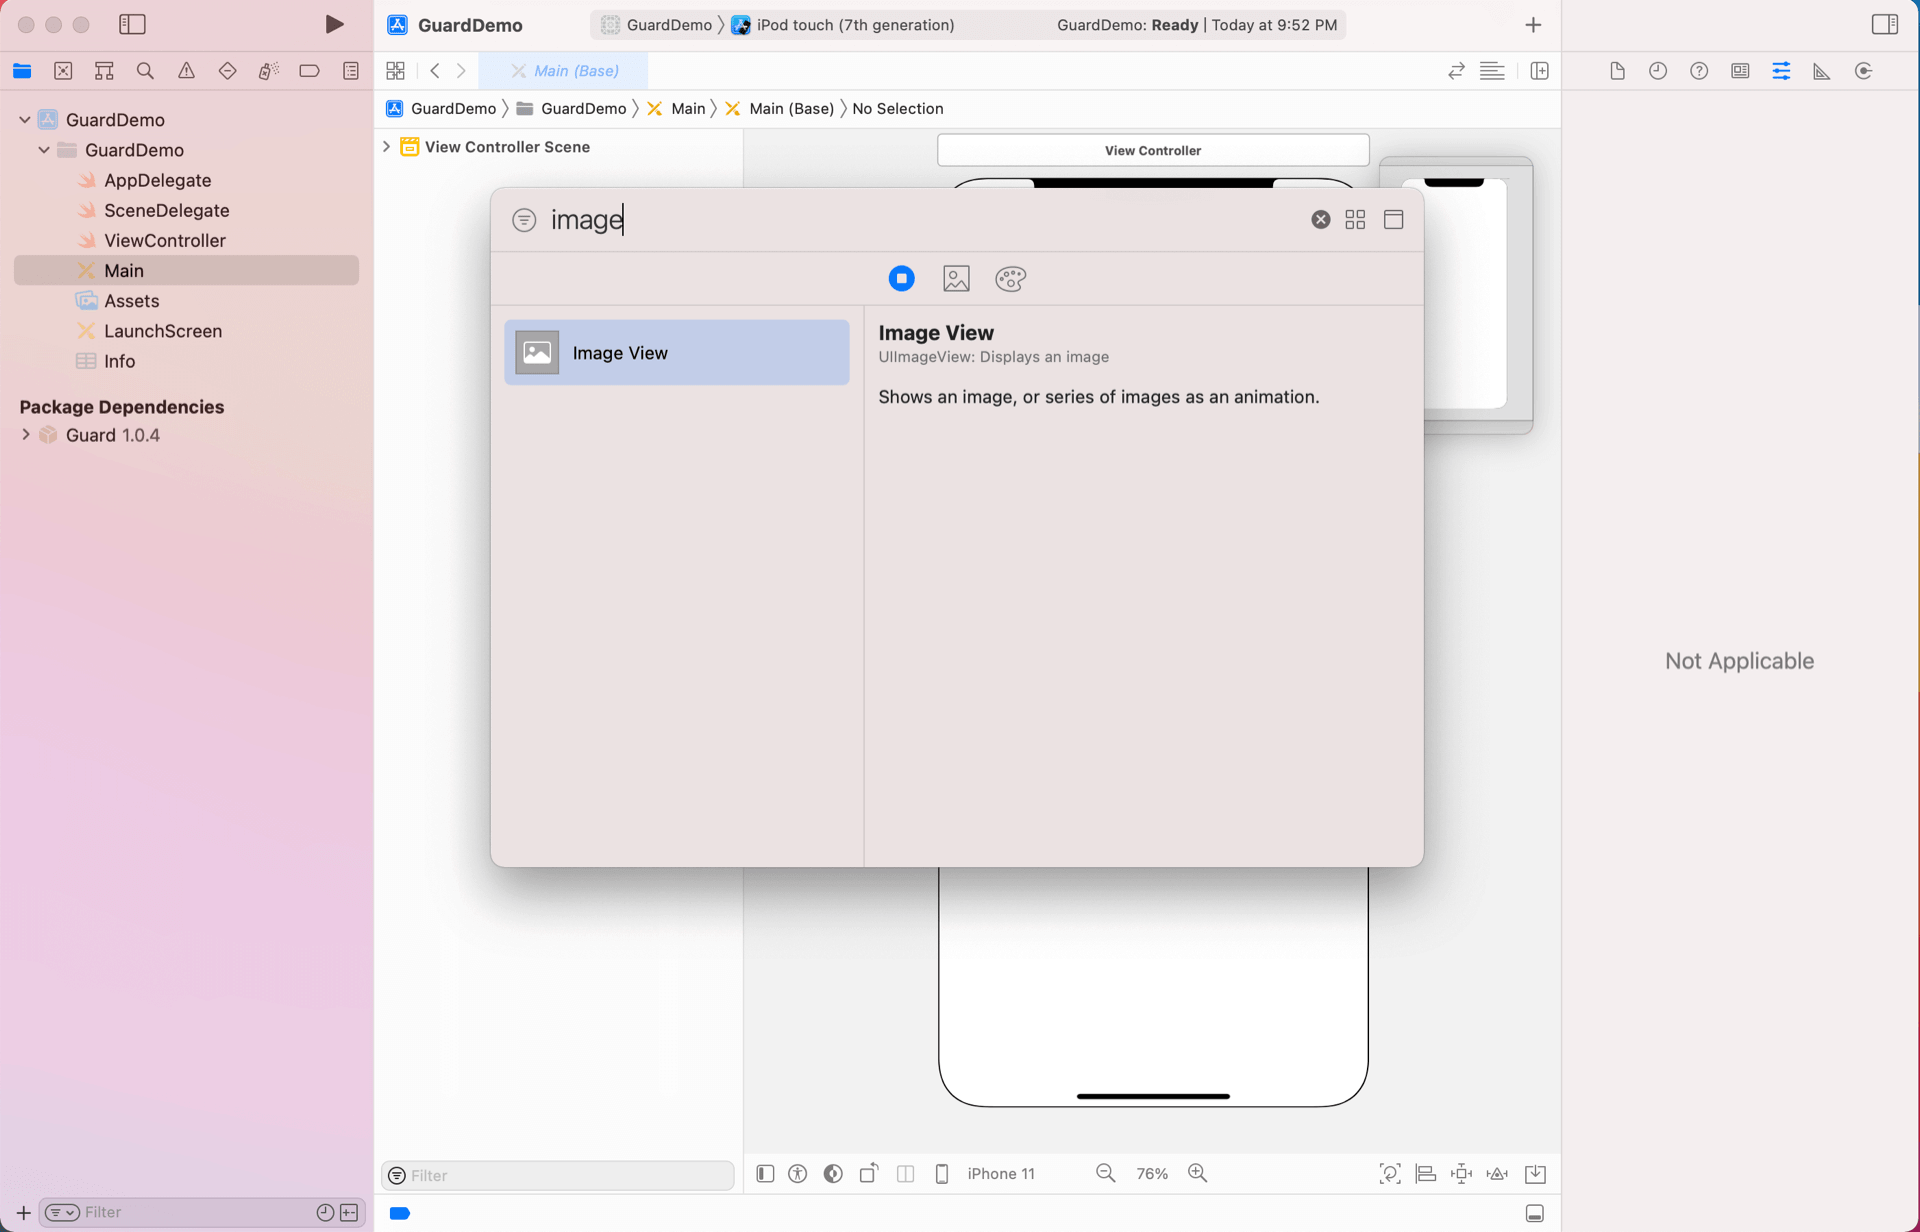 GuardDemo
GuardDemo
iPod touch (7th generation)
GuardDemo: Ready | Today at 9:52 PM
Main (Base)
GuardDemo
GuardDemo
Main
Main (Base)
No Selection
GuardDemo
GuardDemo
AppDelegate
SceneDelegate
ViewController
Main
Assets
LaunchScreen
Info
Package Dependencies
Guard 1.0.4
View Controller Scene
View Controller
image
Image View
Image View
UIImageView: Displays an image
Shows an image, or series of images as an animation.
Not Applicable
Filter
iPhone 11
76%
Filter